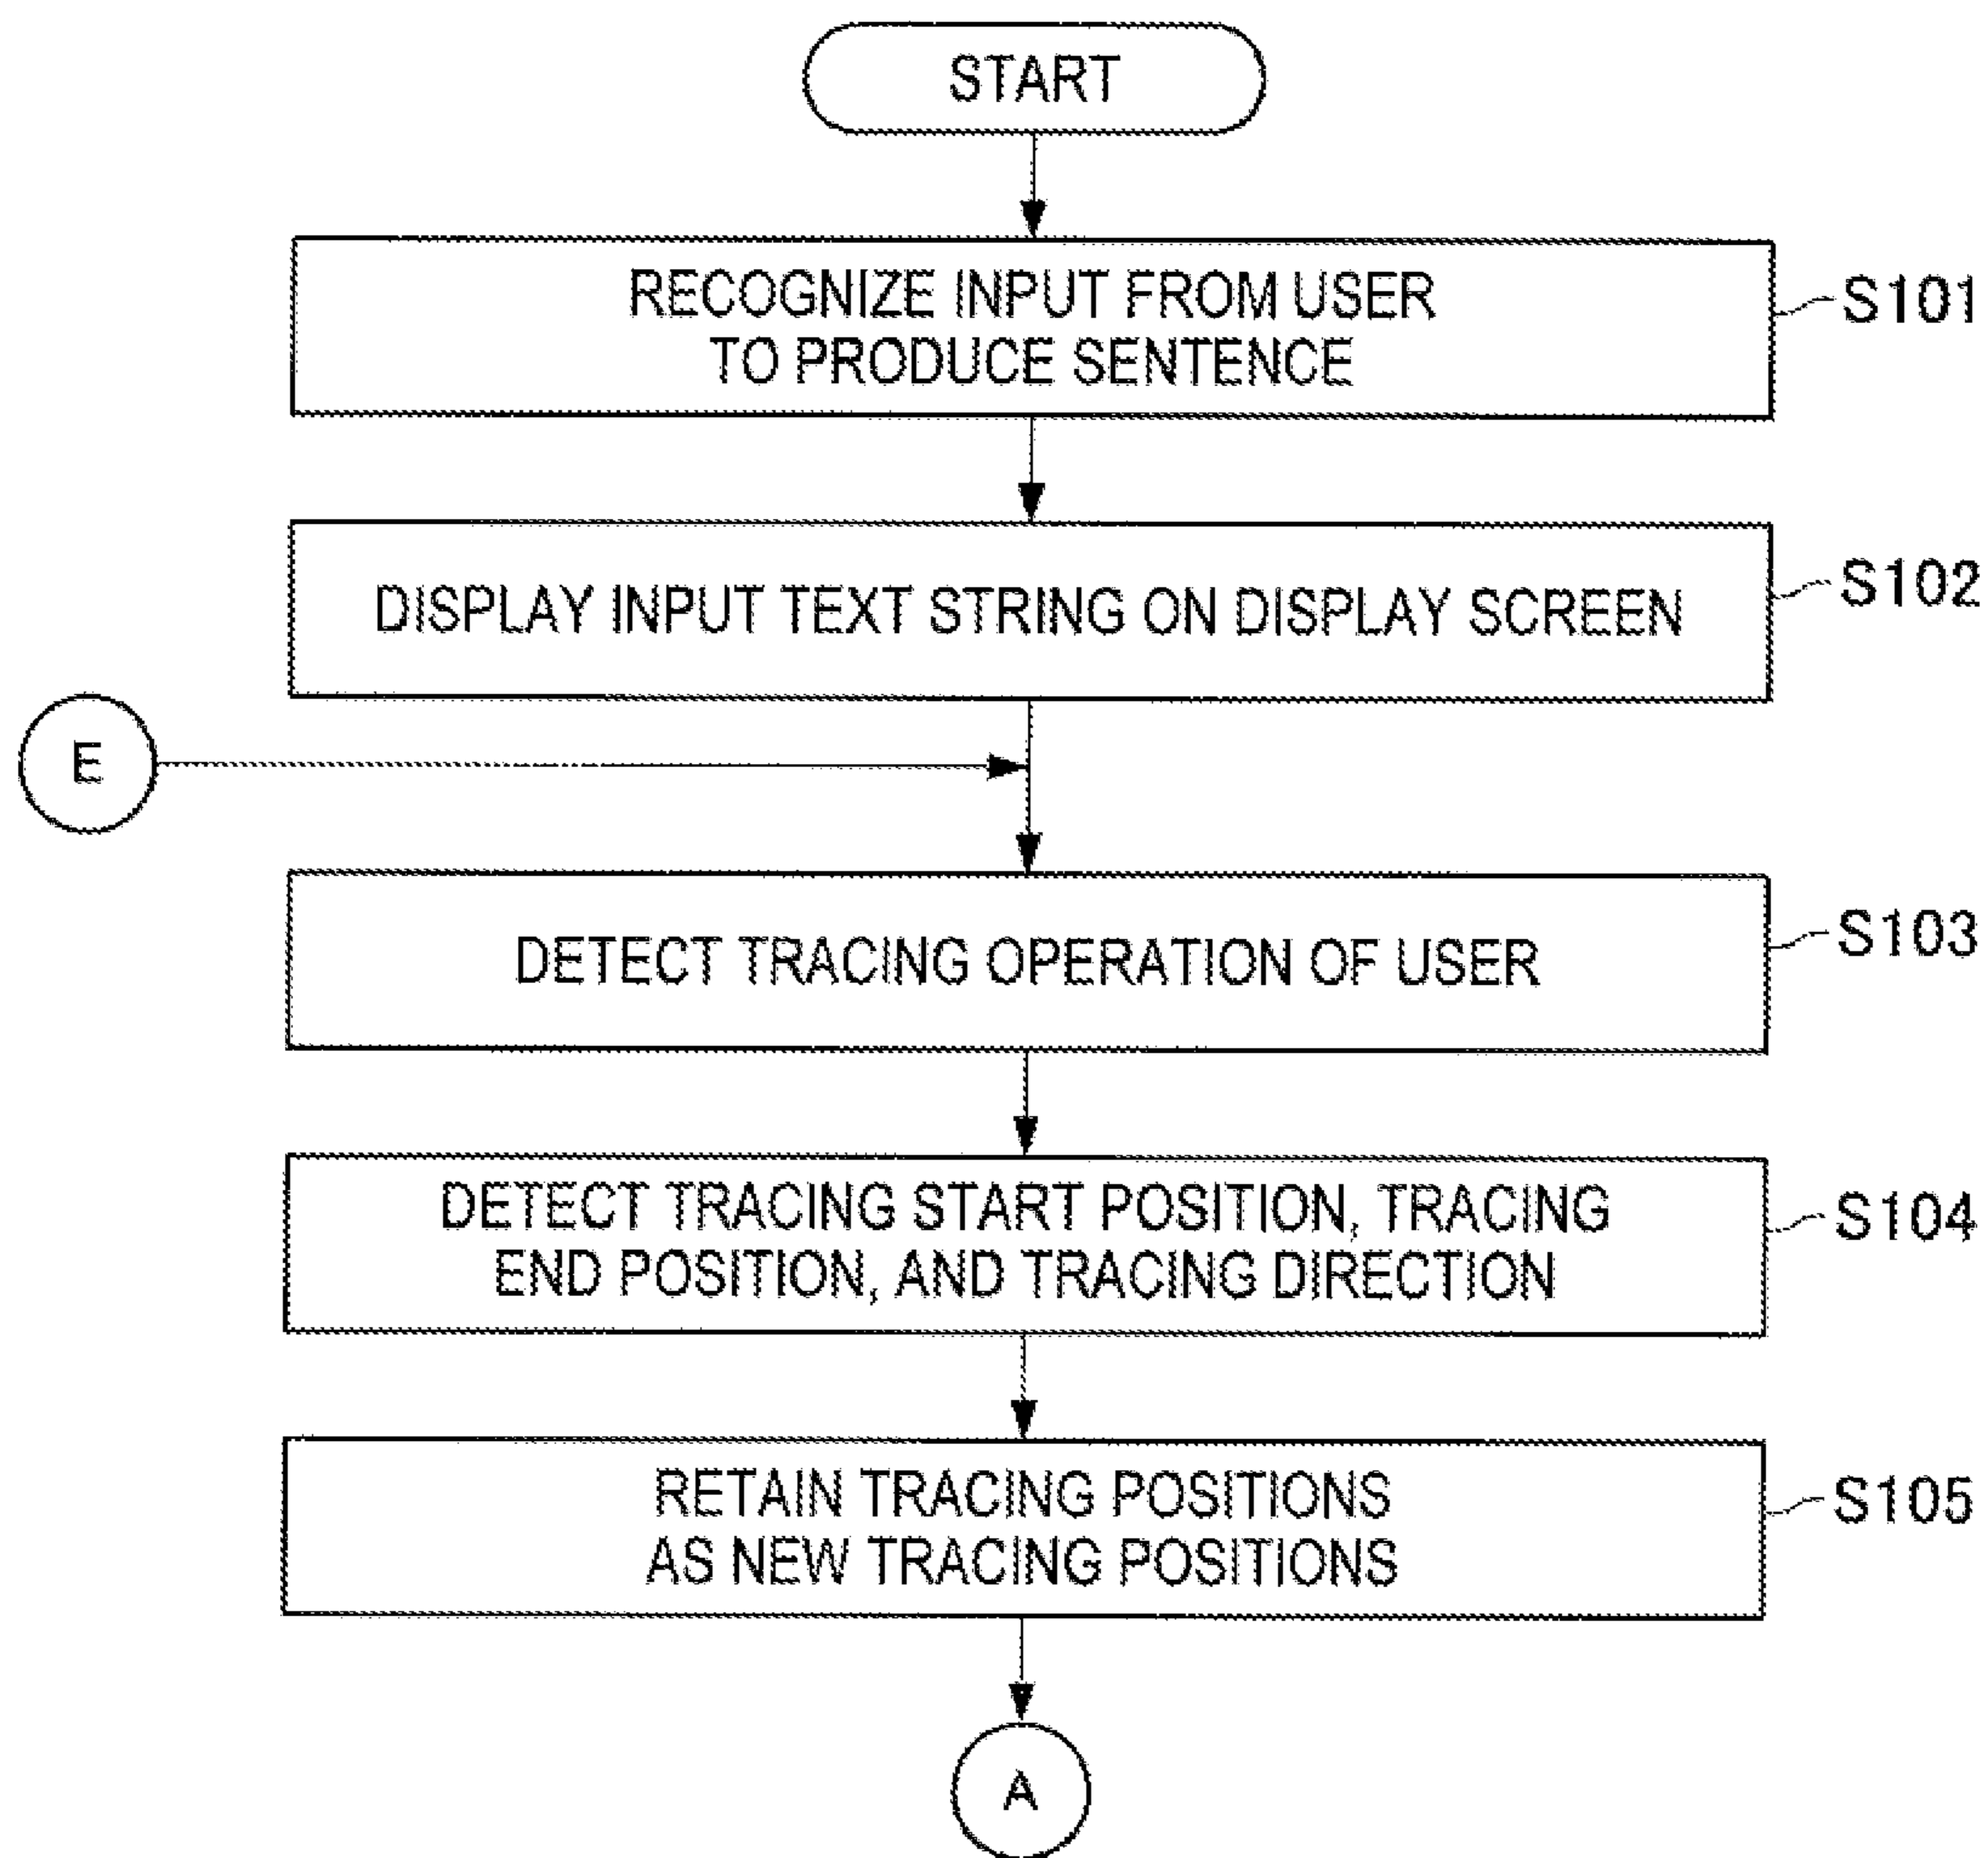 START
RECOGNIZE INPUT FROM USER
TO PRODUCE SENTENCE
S101
DISPLAY INPUT TEXT STRING ON DISPLAY SCREEN
S102
E
DETECT TRACING OPERATION OF USER
S103
DETECT TRACING START POSITION, TRACING
END POSITION, AND TRACING DIRECTION
S104
RETAIN TRACING POSITIONS
AS NEW TRACING POSITIONS
S105
A